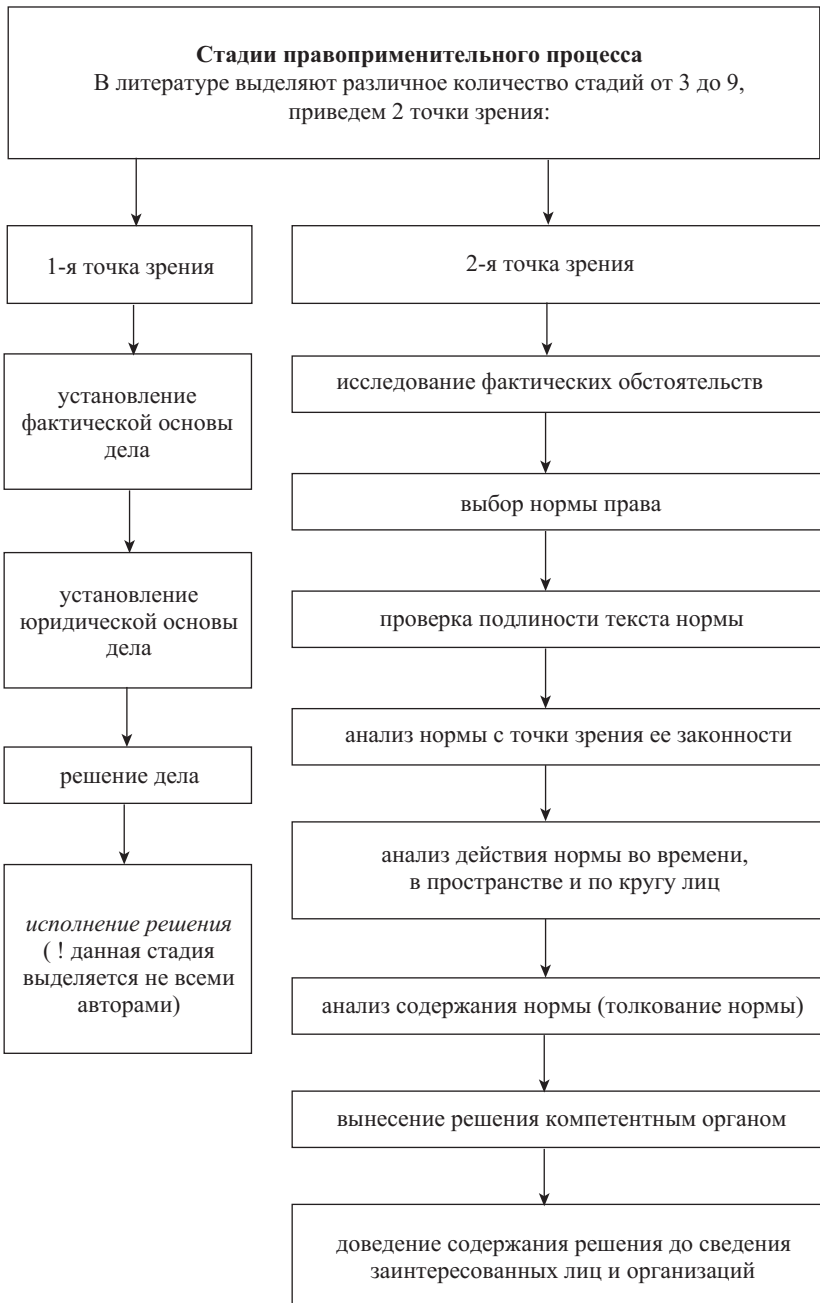 Стадии правоприменительного процесса
В литературе выделяют различное количество стадий от 3 до 9,
приведем 2 точки зрения:
1-я точка зрения
установление
фактической основы
дела
установление
юридической основы
дела
решение дела
исполнение решения
( ! данная стадия
выделяется не всеми
авторами)
2-я точка зрения
исследование фактических обстоятельств
выбор нормы права
проверка подлиности текста нормы
анализ нормы с точки зрения ее законности
анализ действия нормы во времени,
в пространстве и по кругу лиц
анализ содержания нормы (толкование нормы)
вынесение решения компетентным органом
доведение содержания решения до сведения
заинтересованных лиц и организаций